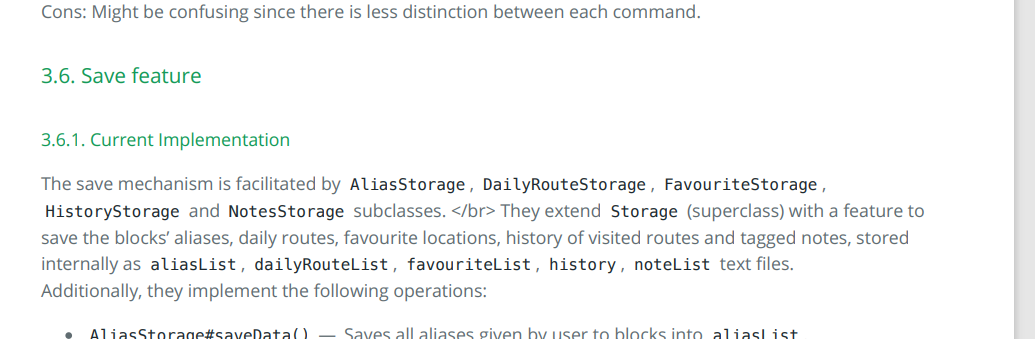 Cons: Might be confusing since there is less distinction between each command.
3.6. Save feature
3.6.1. Current Implementation
The save mechanism is facilitated by AliasStorage, DailyRouteStorage, FavouriteStorage,
HistoryStorage and NotesStorage subclasses. </br> They extend Storage (superclass) with a feature to
save the blocks’ aliases, daily routes, favourite locations, history of visited routes and tagged notes, stored
internally as aliasList, dailyRouteList, favouriteList, history, noteList text files.
Additionally, they implement the following operations:
• AliasStorage#saveData() — Saves all aliases given by user to blocks into aliasList